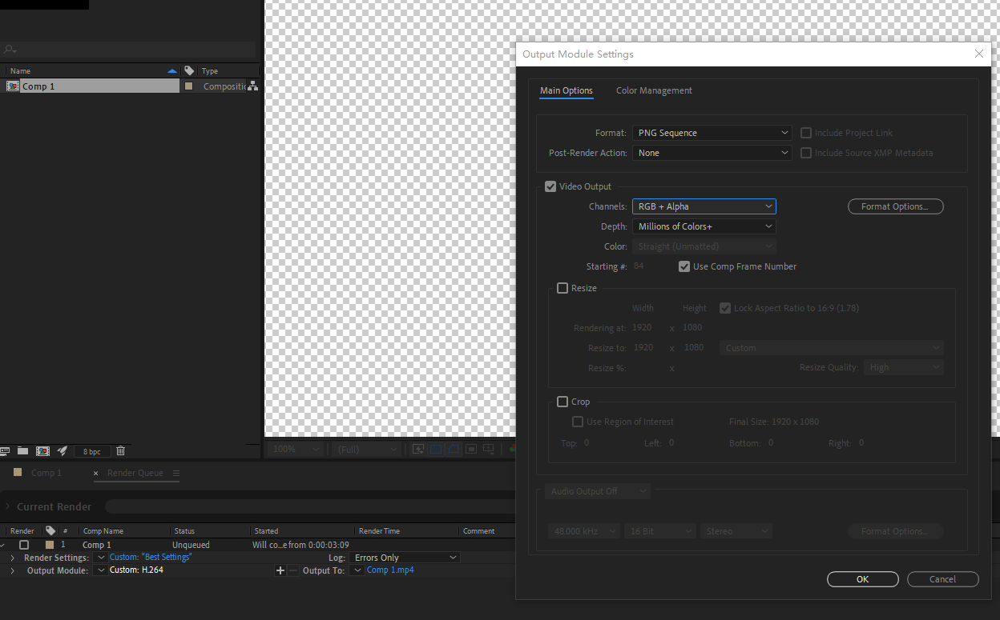 Output Module Settings
Name Type
Comp 1 Compositic
Main Options Color Management
Format: PNG Sequence Include Project Link
Post-Render Action: None Include Source XMP Metadata
Video Output
Channels: RGB + Alpha Format Options...
Depth: Millions of Colors+
Color: Straight (Unmatted)
Starting #: 84 Use Comp Frame Number
Resize
Width Height Lock Aspect Ratio to 16:9 (1.78)
Rendering at: 1920 x 1080
Resize to: 1920 x 1080 Custom
Resize %: x Resize Quality: High
Crop
Use Region of Interest Final Size: 1920 x 1080
Top: 0 Left: 0 Bottom: 0 Right: 0
8 bpc 100% (Full)
Comp 1 × Render Queue
Audio Output Off
Current Render
48.000 kHz 16 Bit Stereo Format Options...
Render # Comp Name Status Started Render Time Comment
1 Comp 1 Unqueued Will co...e from 0:00:03:09
Render Settings: Custom: "Best Settings" Log: Errors Only
Output Module: Custom: H.264 Output To: Comp 1.mp4
OK Cancel